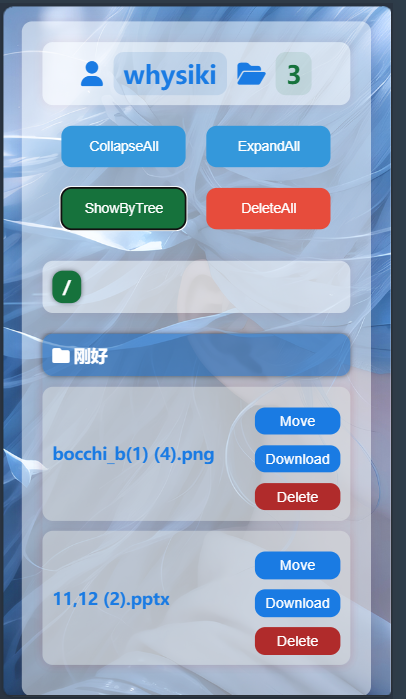 whysiki 3
CollapseAll ExpandAll
ShowByTree DeleteAll
/
刚好
Move
bocchi_b(1) (4).png
Download
Delete
Move
11,12 (2).pptx
Download
Delete